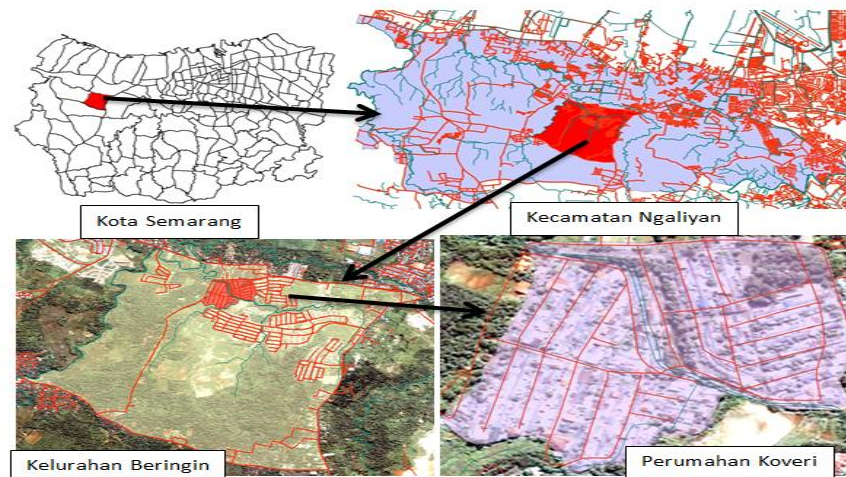 Kota Semarang
Kecamatan Ngaliyan
Kelurahan Beringin
Perumahan Koveri